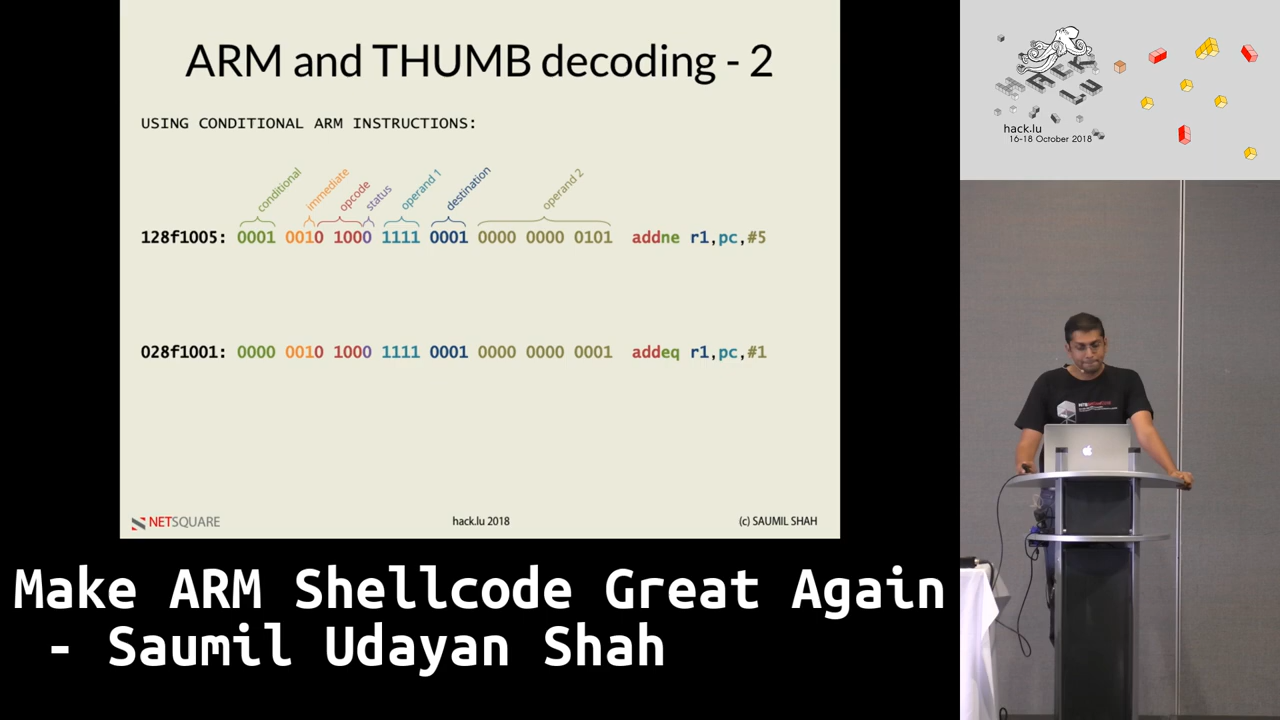 ARM and THUMB decoding - 2
USING CONDITIONAL ARM INSTRUCTIONS:
conditional immediate opcode status operand 1 destination operand 2
128f1005: 0001 0010 1000 1111 0001 0000 0000 0101 addne r1,pc,#5
028f1001: 0000 0010 1000 1111 0001 0000 0000 0001 addeq r1,pc,#1
NETSQUARE
hack.lu 2018
(c) SAUMIL SHAH
Make ARM Shellcode Great Again
- Saumil Udayan Shah
HACK
LU
hack.lu
16-18 October 2018